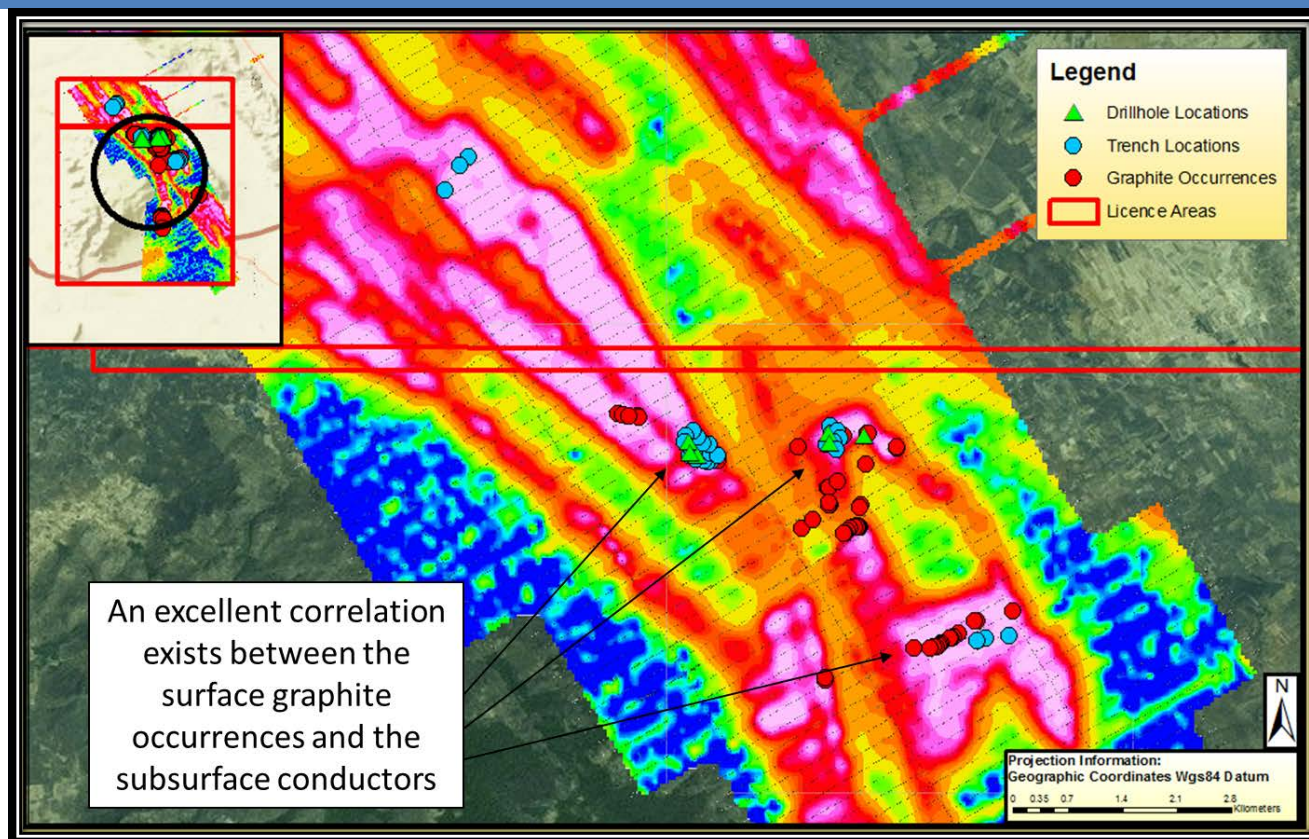 Legend
Drillhole Locations
Trench Locations
Graphite Occurrences
Licence Areas
An excellent correlation
exists between the
surface graphite
occurrences and the
subsurface conductors
N
Projection Information:
Geographic Coordinates Wgs84 Datum
0 0.35 0.7 1.4 2.1 2.8
Kilometers